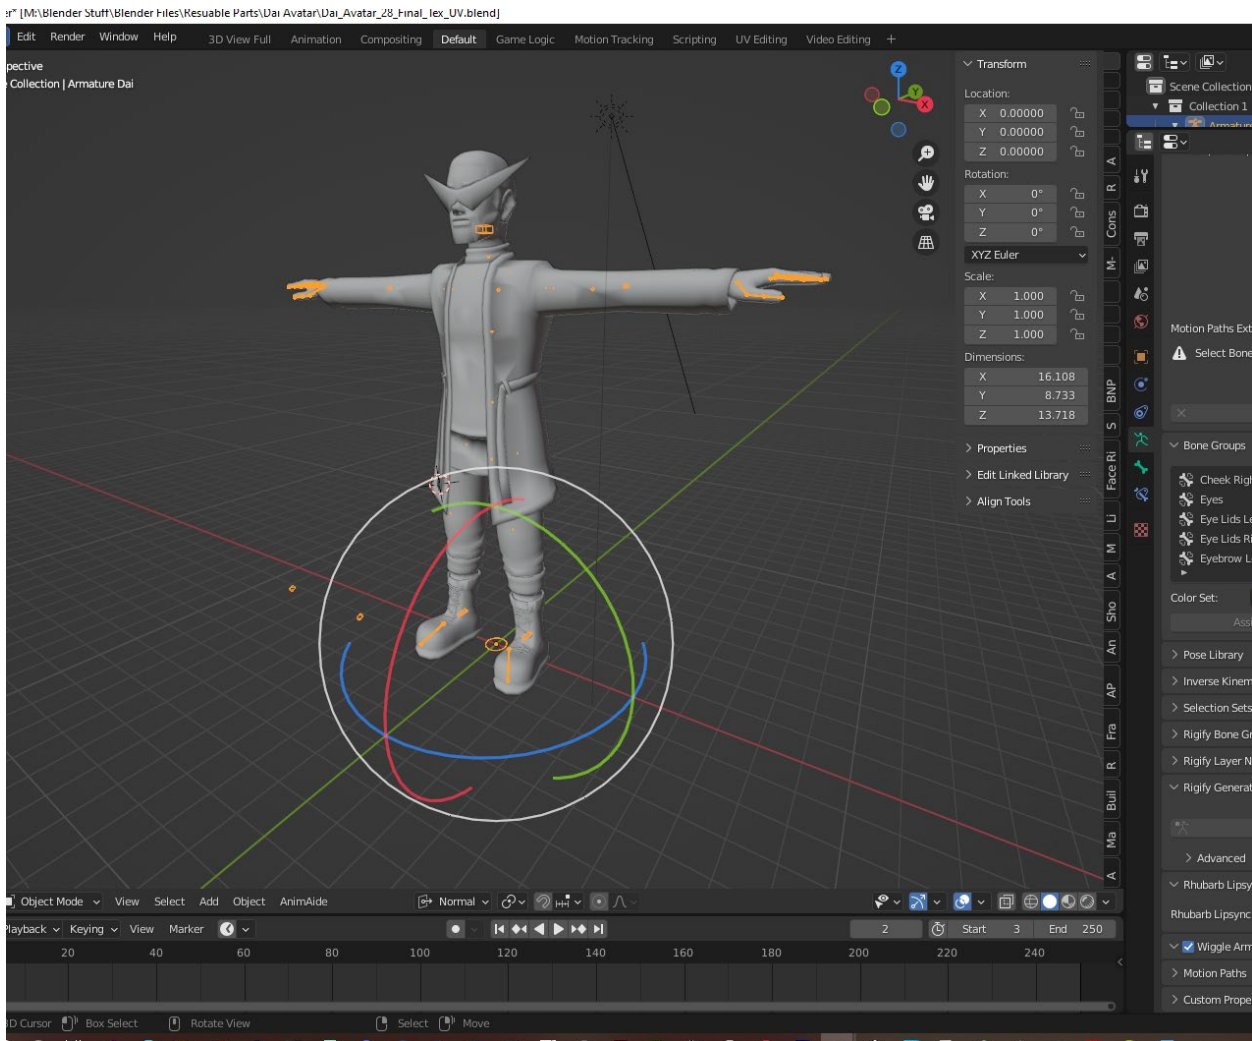 er* [M:\Blender Stuff\Blender Files\Resuable Parts\Dai Avatar\Dai_Avatar_28_Final_Tex_UV.blend]
Edit Render Window Help 3D View Full Animation Compositing Default Game Logic Motion Tracking Scripting UV Editing Video Editing +
pective
Collection | Armature Dai
Z
Y
X
Transform
Location:
X 0.00000
Y 0.00000
Z 0.00000
Rotation:
X 0°
Y 0°
Z 0°
XYZ Euler
Scale:
X 1.000
Y 1.000
Z 1.000
Dimensions:
X 16.108
Y 8.733
Z 13.718
Properties
Edit Linked Library
Align Tools
A
R
Cons
M-
BNP
S
Face Ri
Li
M
A
Sho
An
AP
Fra
R
Buil
Ma
A
Scene Collection
Collection 1
Armature
Motion Paths Ext
Select Bone
Bone Groups
Cheek Righ
Eyes
Eye Lids Le
Eye Lids Ri
Eyebrow L
Color Set:
Assi
Pose Library
Inverse Kinem
Selection Sets
Rigify Bone Gr
Rigify Layer N
Rigify Generat
Advanced
Rhubarb Lipsy
Rhubarb Lipsync
Wiggle Arm
Motion Paths
Custom Prope
Object Mode View Select Add Object AnimAide Normal
Playback Keying View Marker 2 Start 3 End 250
20 40 60 80 100 120 140 160 180 200 220 240
3D Cursor Box Select Rotate View Select Move